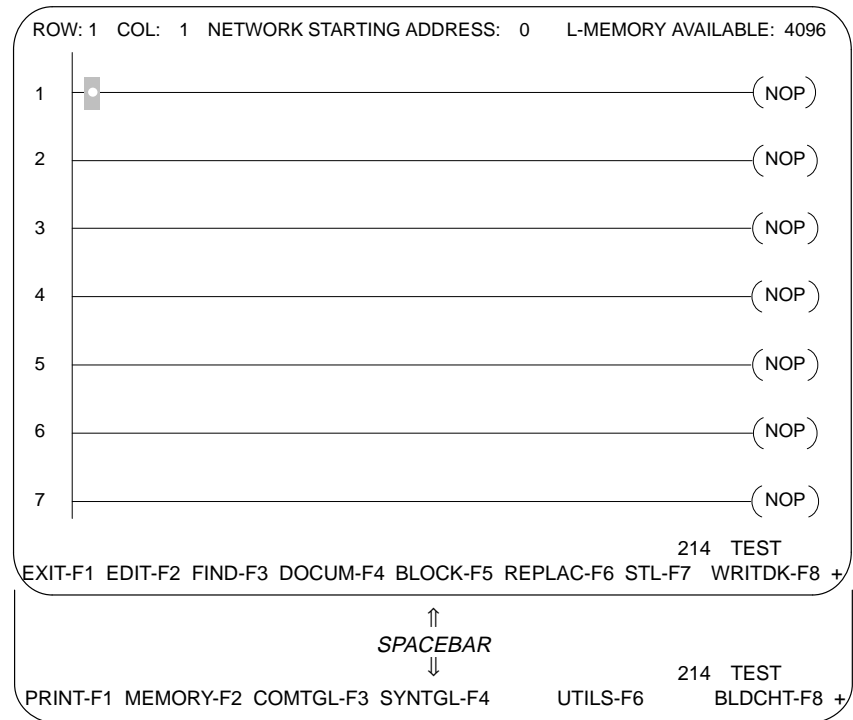 ROW: 1 COL: 1 NETWORK STARTING ADDRESS: 0 L-MEMORY AVAILABLE: 4096
1 (NOP)
2 (NOP)
3 (NOP)
4 (NOP)
5 (NOP)
6 (NOP)
7 (NOP)
214 TEST
EXIT-F1 EDIT-F2 FIND-F3 DOCUM-F4 BLOCK-F5 REPLAC-F6 STL-F7 WRITDK-F8 +
⇑
SPACEBAR
⇓
214 TEST
PRINT-F1 MEMORY-F2 COMTGL-F3 SYNTGL-F4 UTILS-F6 BLDCHT-F8 +